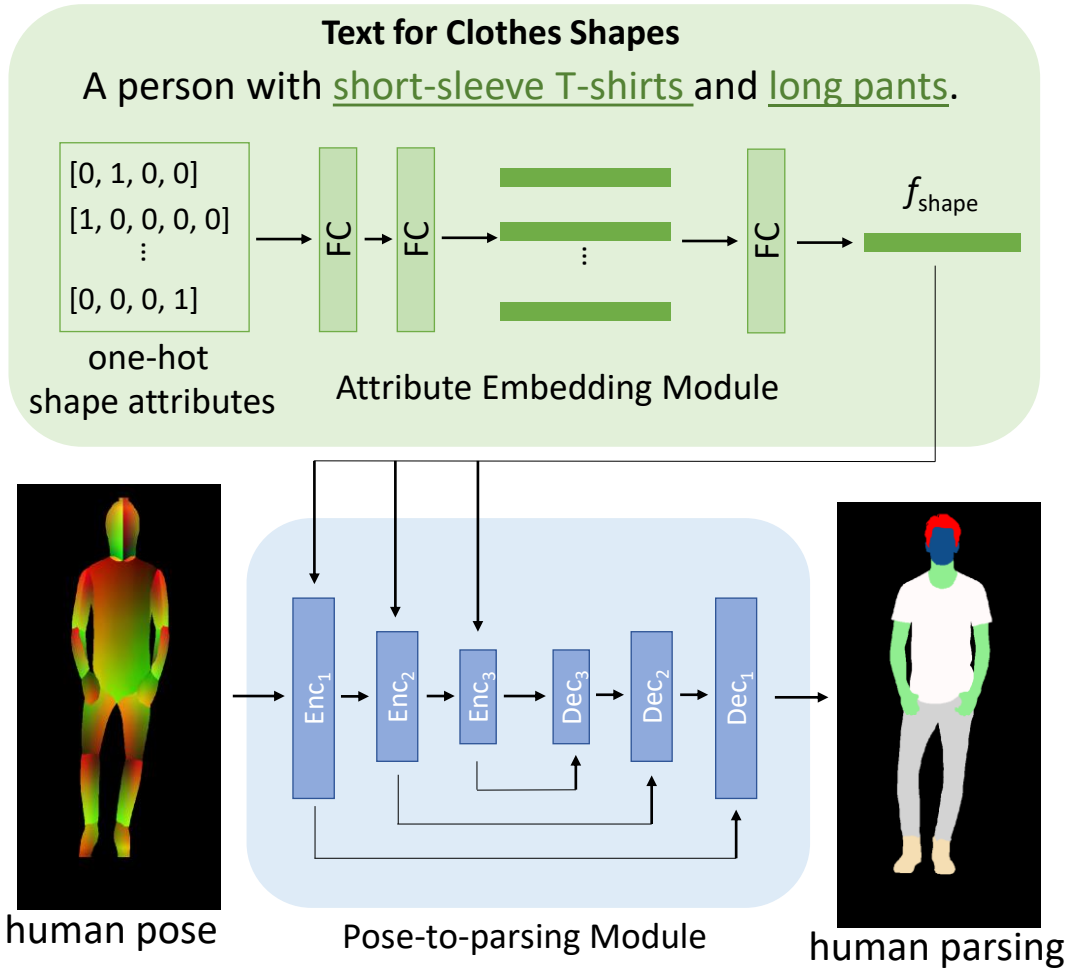 Text for Clothes Shapes
A person with short-sleeve T-shirts and long pants.
[0, 1, 0, 0]
[1, 0, 0, 0, 0]
⋮
[0, 0, 0, 1]
one-hot
shape attributes
FC
FC
⋮
FC
f_shape
Attribute Embedding Module
Enc₁
Enc₂
Enc₃
Dec₃
Dec₂
Dec₁
human pose
Pose-to-parsing Module
human parsing